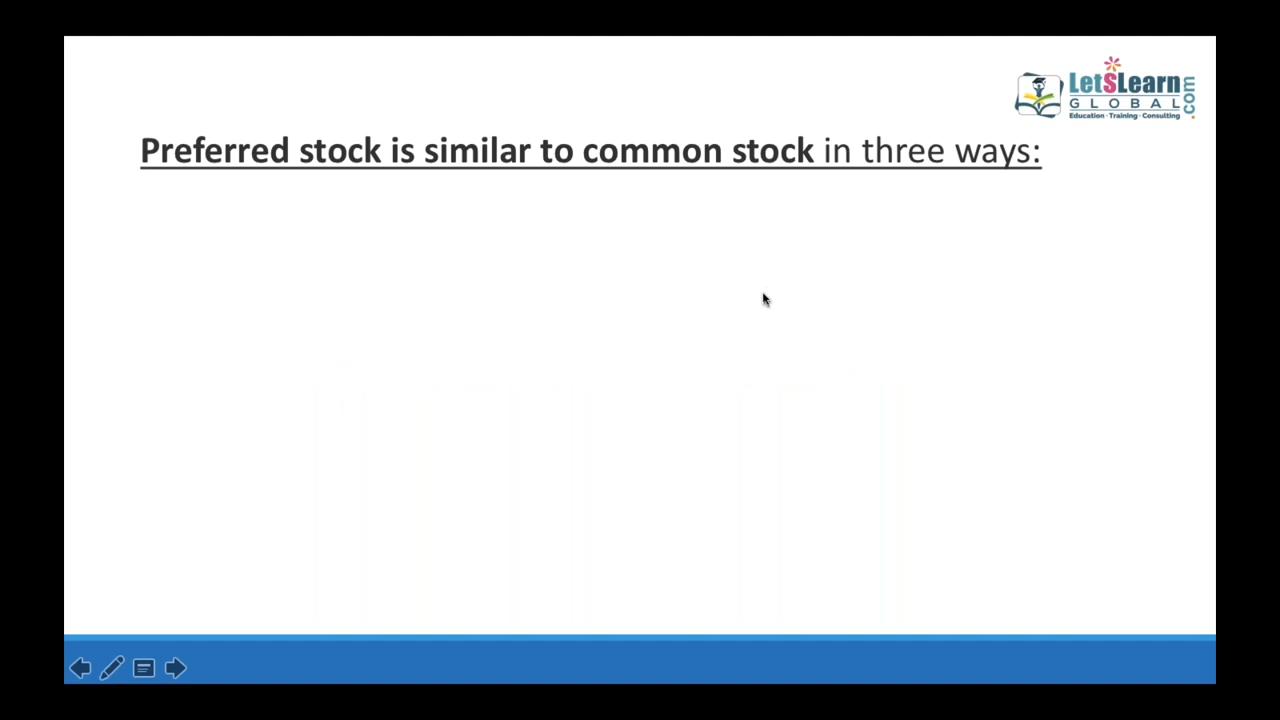 LetSLearn
GLOBAL
.com
Education · Training · Consulting
Preferred stock is similar to common stock in three ways: